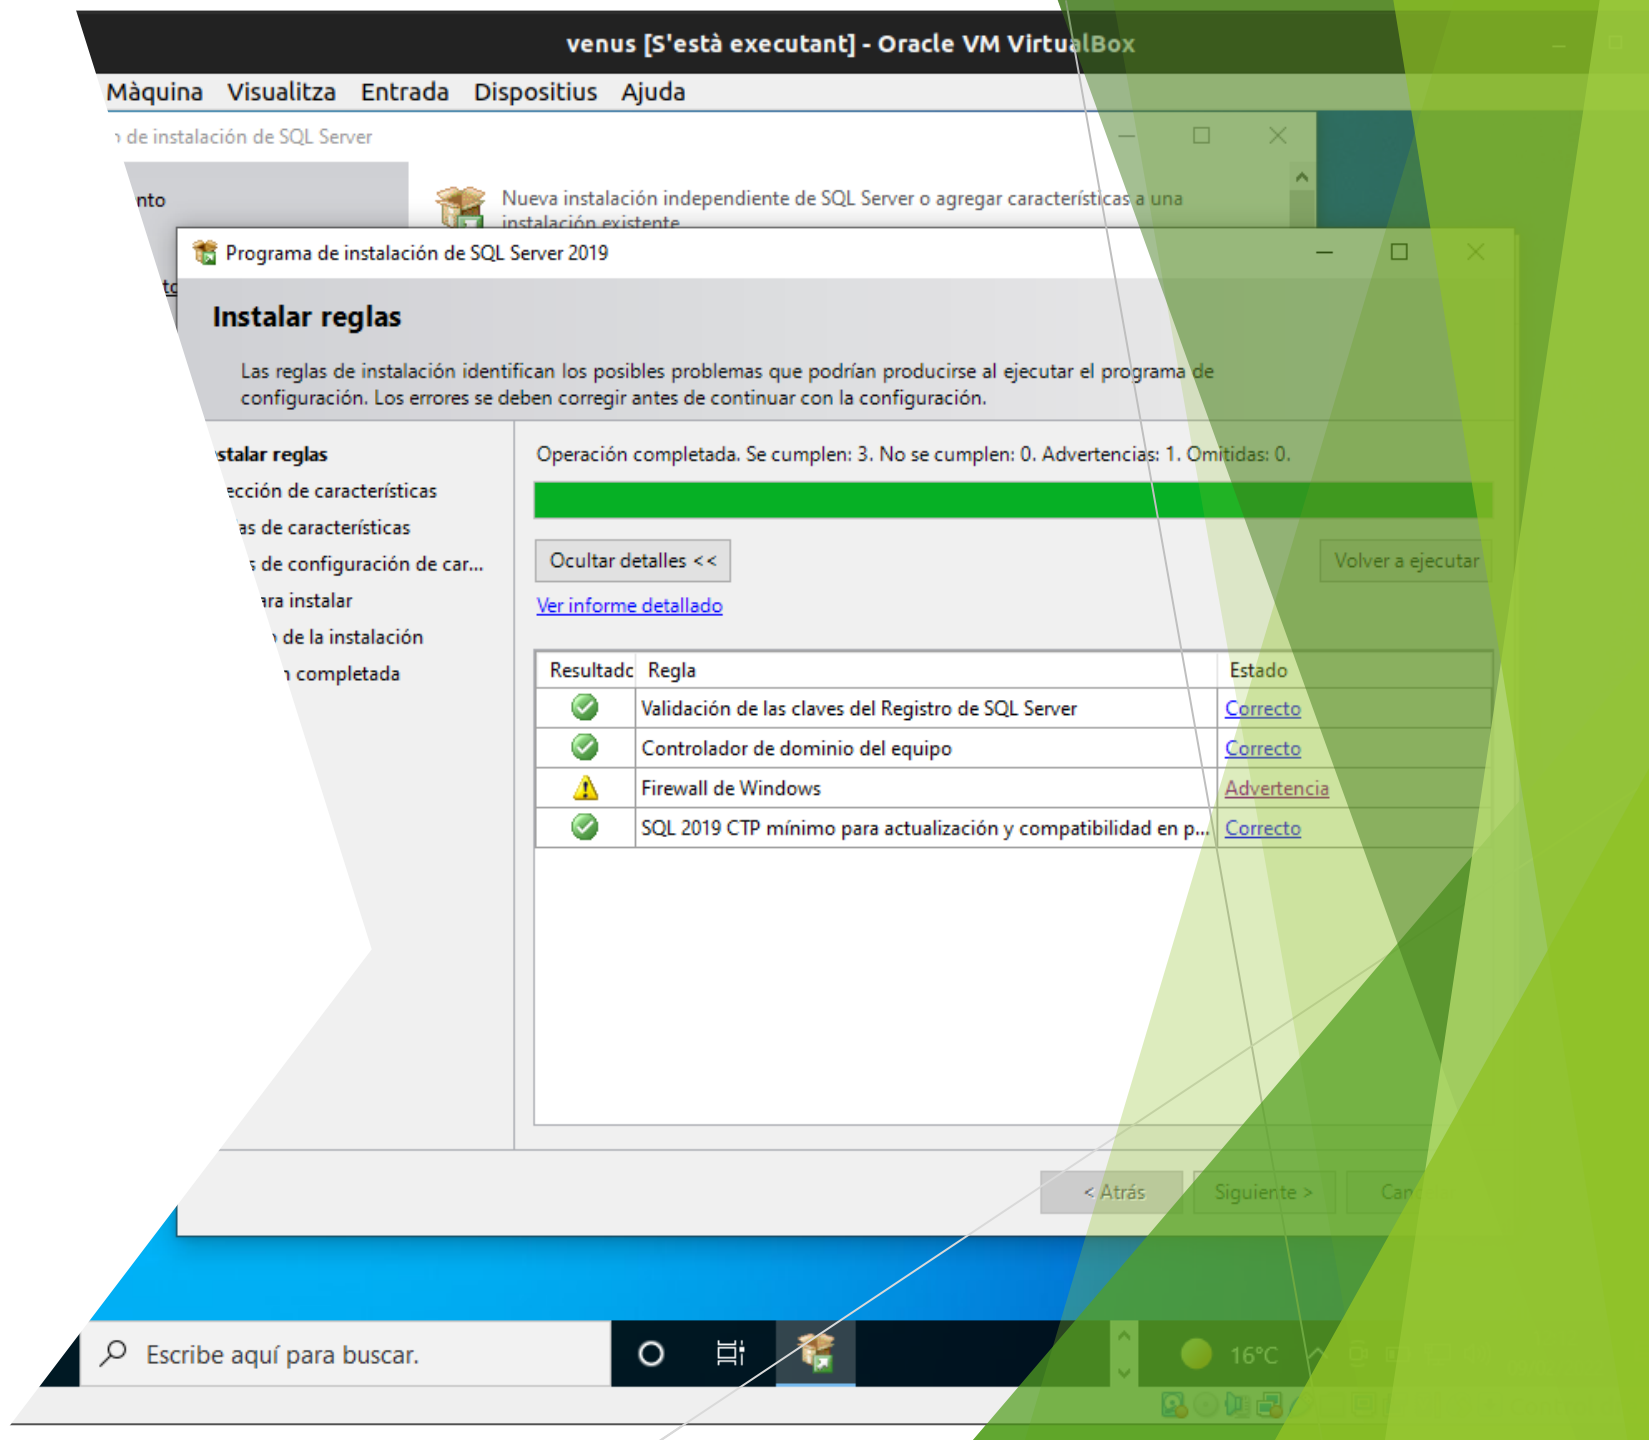 venus [S'està executant] - Oracle VM VirtualBox
Màquina Visualitza Entrada Dispositius Ajuda
de instalación de SQL Server
Nueva instalación independiente de SQL Server o agregar características a una
instalación existente
Programa de instalación de SQL Server 2019
Instalar reglas
Las reglas de instalación identifican los posibles problemas que podrían producirse al ejecutar el programa de
configuración. Los errores se deben corregir antes de continuar con la configuración.
stalar reglas
ección de características
as de características
de configuración de car...
ara instalar
de la instalación
completada
Operación completada. Se cumplen: 3. No se cumplen: 0. Advertencias: 1. Omitidas: 0.
Ocultar detalles <<
Volver a ejecutar
Ver informe detallado
Resultado Regla Estado
Validación de las claves del Registro de SQL Server Correcto
Controlador de dominio del equipo Correcto
Firewall de Windows Advertencia
SQL 2019 CTP mínimo para actualización y compatibilidad en p... Correcto
< Atrás Siguiente >
Escribe aquí para buscar.
16°C